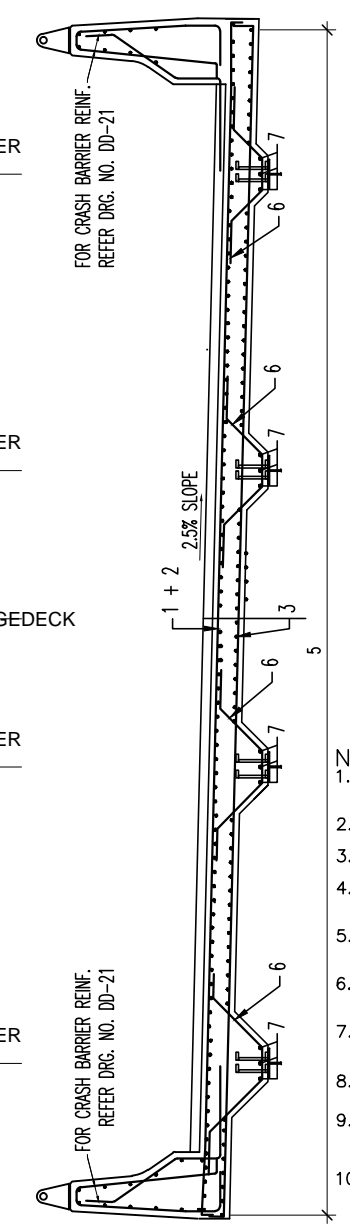 FOR CRASH BARRIER REINF.
REFER DRG. NO. DD-21
7
6
ER
6
ER
7
2.5% SLOPE
1 + 2
3
GEDECK
5
6
ER
7
N
1.
2.
3.
4.
5.
6.
7.
8.
9.
10
FOR CRASH BARRIER REINF.
REFER DRG. NO. DD-21
6
7
ER